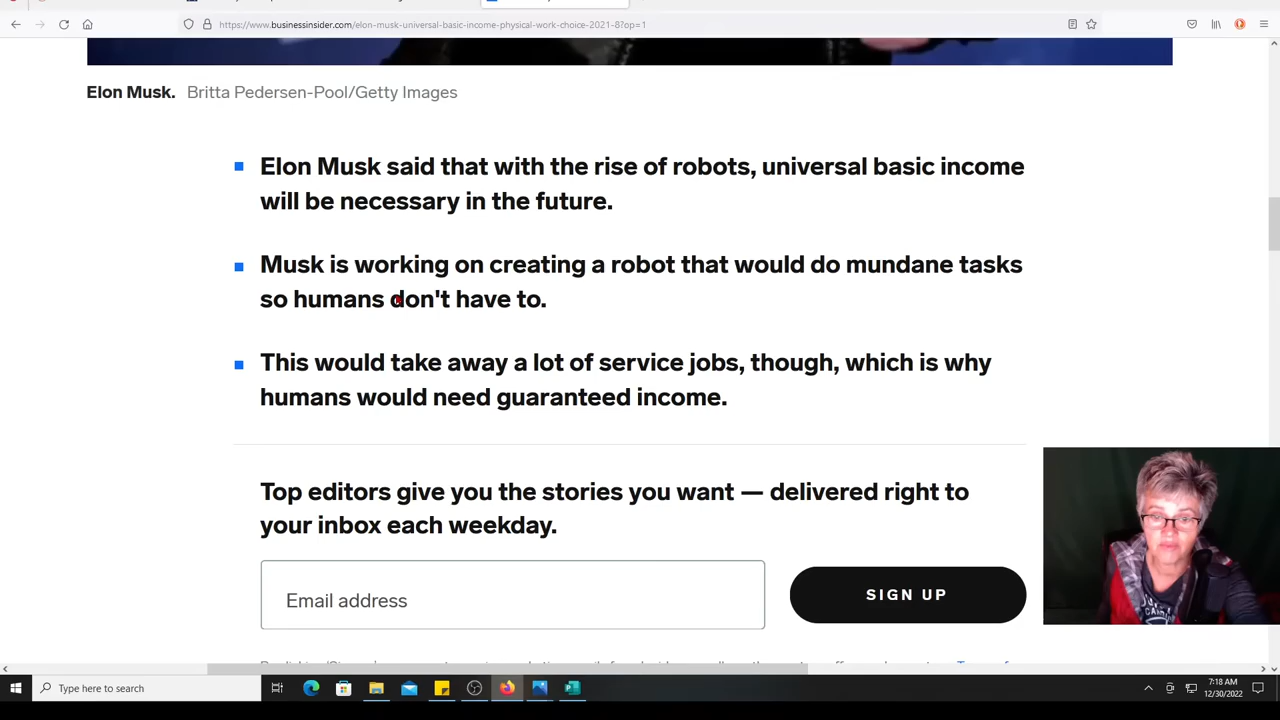 https://www.businessinsider.com/elon-musk-universal-basic-income-physical-work-choice-2021-8?op=1
Elon Musk. Britta Pedersen-Pool/Getty Images
Elon Musk said that with the rise of robots, universal basic income
will be necessary in the future.
Musk is working on creating a robot that would do mundane tasks
so humans don't have to.
This would take away a lot of service jobs, though, which is why
humans would need guaranteed income.
Top editors give you the stories you want — delivered right to
your inbox each weekday.
Email address
SIGN UP
Type here to search
7:18 AM
12/30/2022